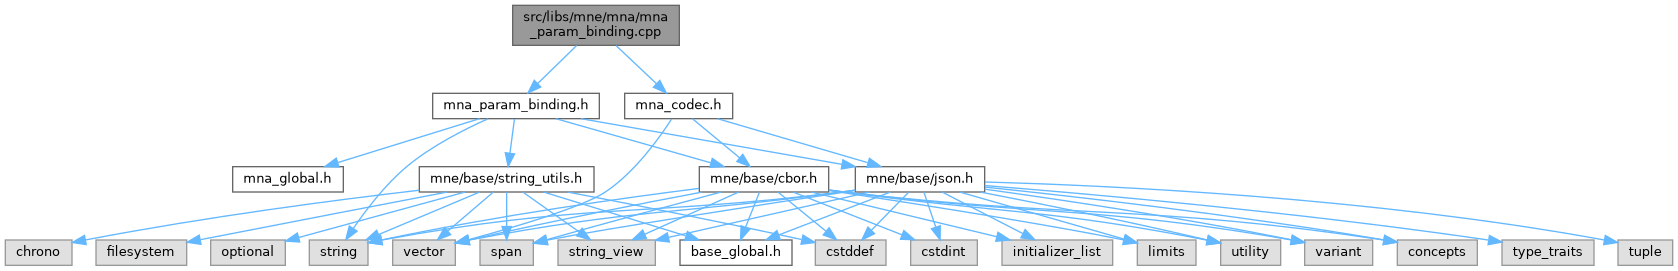 src/libs/mne/mna/mna
_param_binding.cpp
mna_param_binding.h
mna_codec.h
mna_global.h
mne/base/string_utils.h
mne/base/cbor.h
mne/base/json.h
chrono
filesystem
optional
string
vector
span
string_view
base_global.h
cstddef
cstdint
initializer_list
limits
utility
variant
concepts
type_traits
tuple